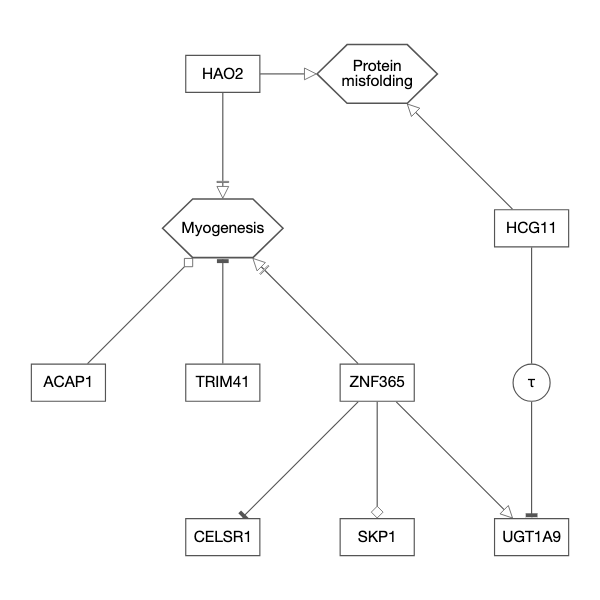 HAO2
Protein
misfolding
Myogenesis
HCG11
ACAP1
TRIM41
ZNF365
τ
CELSR1
SKP1
UGT1A9